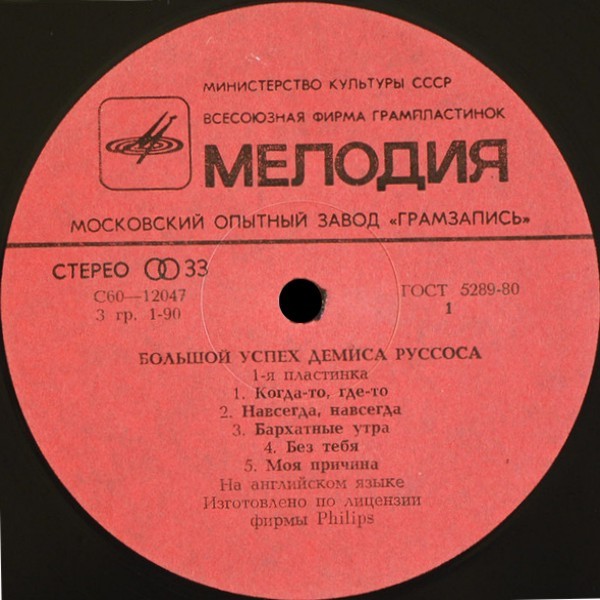 МИНИСТЕРСТВО КУЛЬТУРЫ СССР
ВСЕСОЮЗНАЯ ФИРМА ГРАМПЛАСТИНОК
МЕЛОДИЯ
МОСКОВСКИЙ ОПЫТНЫЙ ЗАВОД «ГРАМЗАПИСЬ»
СТЕРЕО 33
С60—12047
ГОСТ 5289-80
3 гр. 1-90
1
БОЛЬШОЙ УСПЕХ ДЕМИСА РУССОСА
1-я пластинка
1. Когда-то, где-то
2. Навсегда, навсегда
3. Бархатные утра
4. Без тебя
5. Моя причина
На английском языке
Изготовлено по лицензии
фирмы Philips